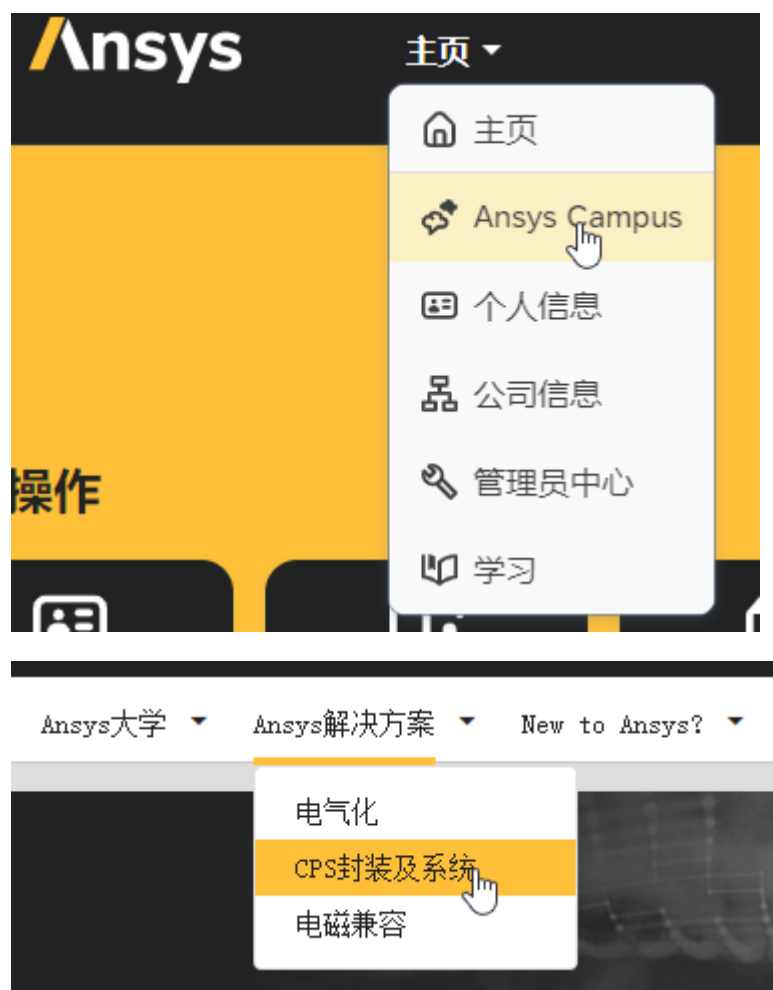 Ansys
主页
主页
Ansys Campus
个人信息
公司信息
操作
管理员中心
学习
Ansys大学
Ansys解决方案
New to Ansys?
电气化
CPS封装及系统
电磁兼容